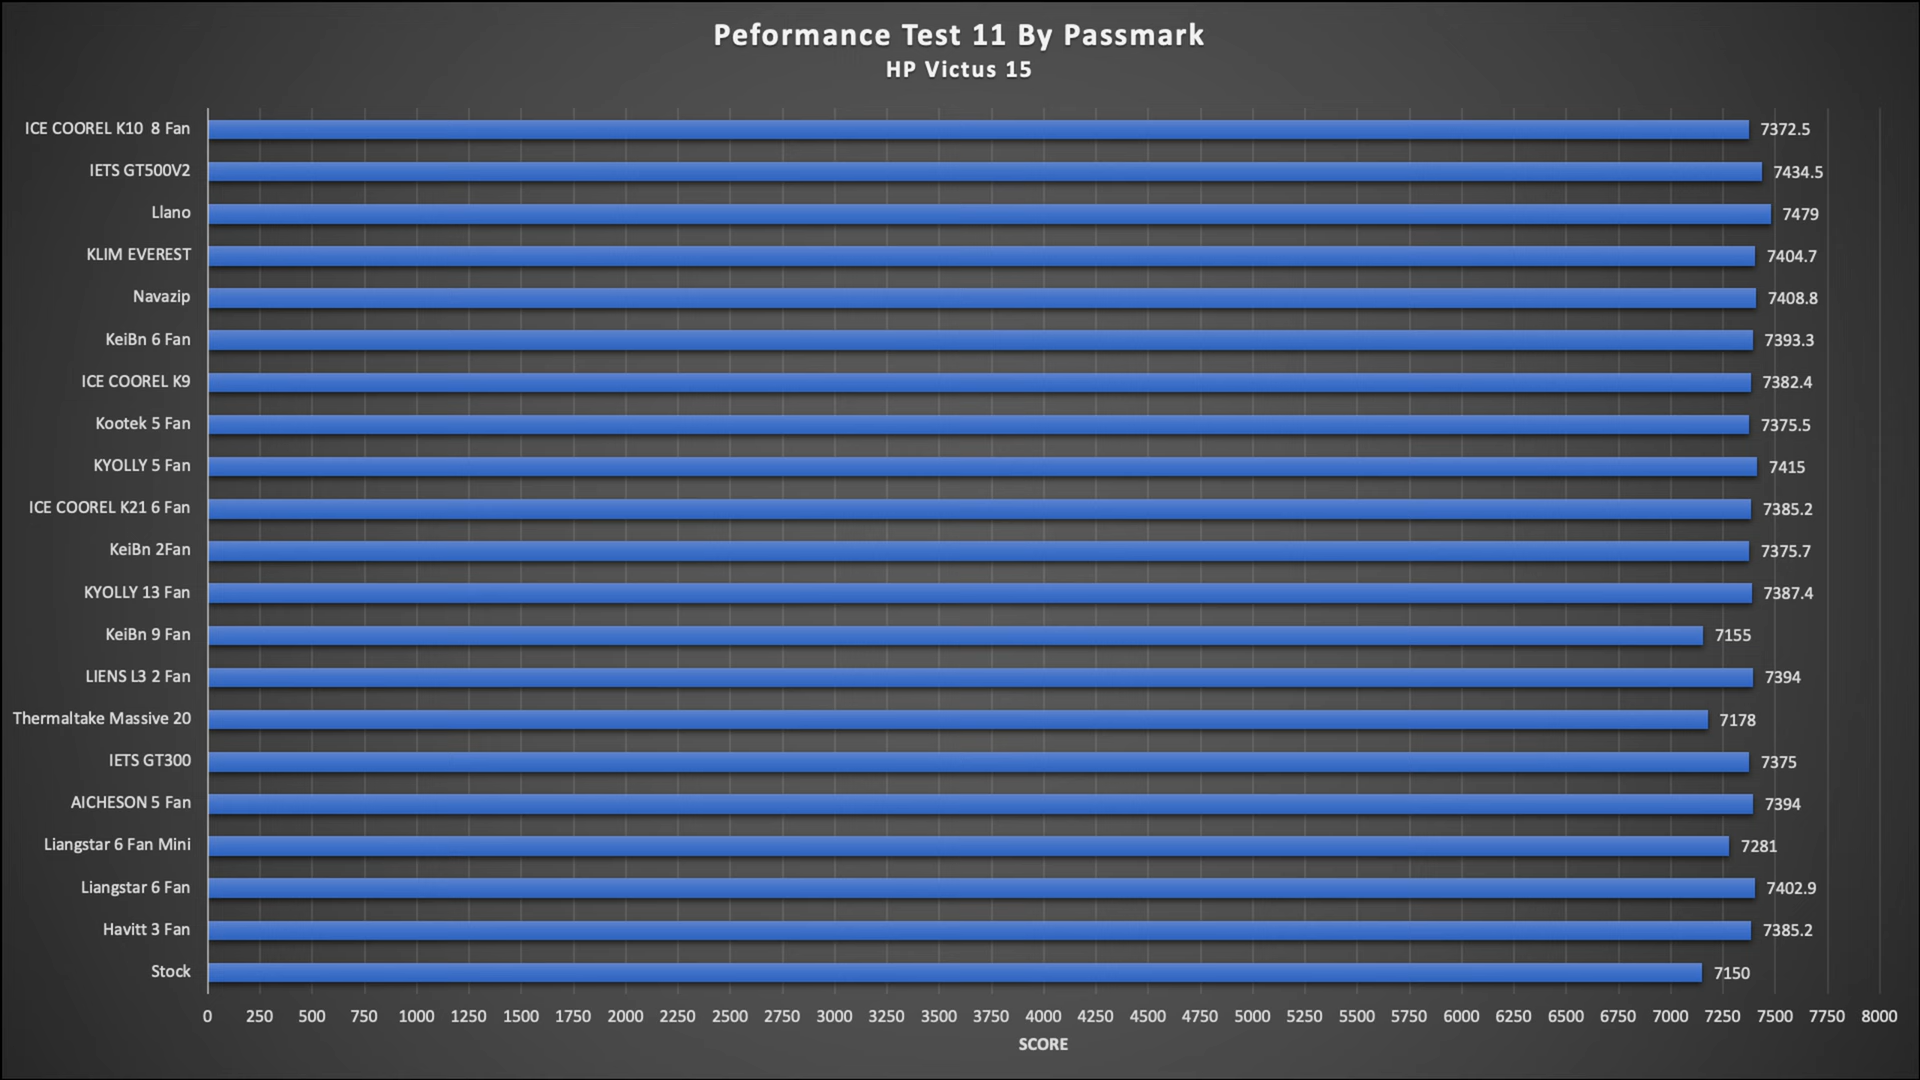 Peformance Test 11 By Passmark
HP Victus 15
ICE COOREL K10  8 Fan 7372.5
IETS GT500V2 7434.5
Llano 7479
KLIM EVEREST 7404.7
Navazip 7408.8
KeiBn 6 Fan 7393.3
ICE COOREL K9 7382.4
Kootek 5 Fan 7375.5
KYOLLY 5 Fan 7415
ICE COOREL K21 6 Fan 7385.2
KeiBn 2Fan 7375.7
KYOLLY 13 Fan 7387.4
KeiBn 9 Fan 7155
LIENS L3 2 Fan 7394
Thermaltake Massive 20 7178
IETS GT300 7375
AICHESON 5 Fan 7394
Liangstar 6 Fan Mini 7281
Liangstar 6 Fan 7402.9
Havitt 3 Fan 7385.2
Stock 7150
0 250 500 750 1000 1250 1500 1750 2000 2250 2500 2750 3000 3250 3500 3750 4000 4250 4500 4750 5000 5250 5500 5750 6000 6250 6500 6750 7000 7250 7500 7750 8000
SCORE